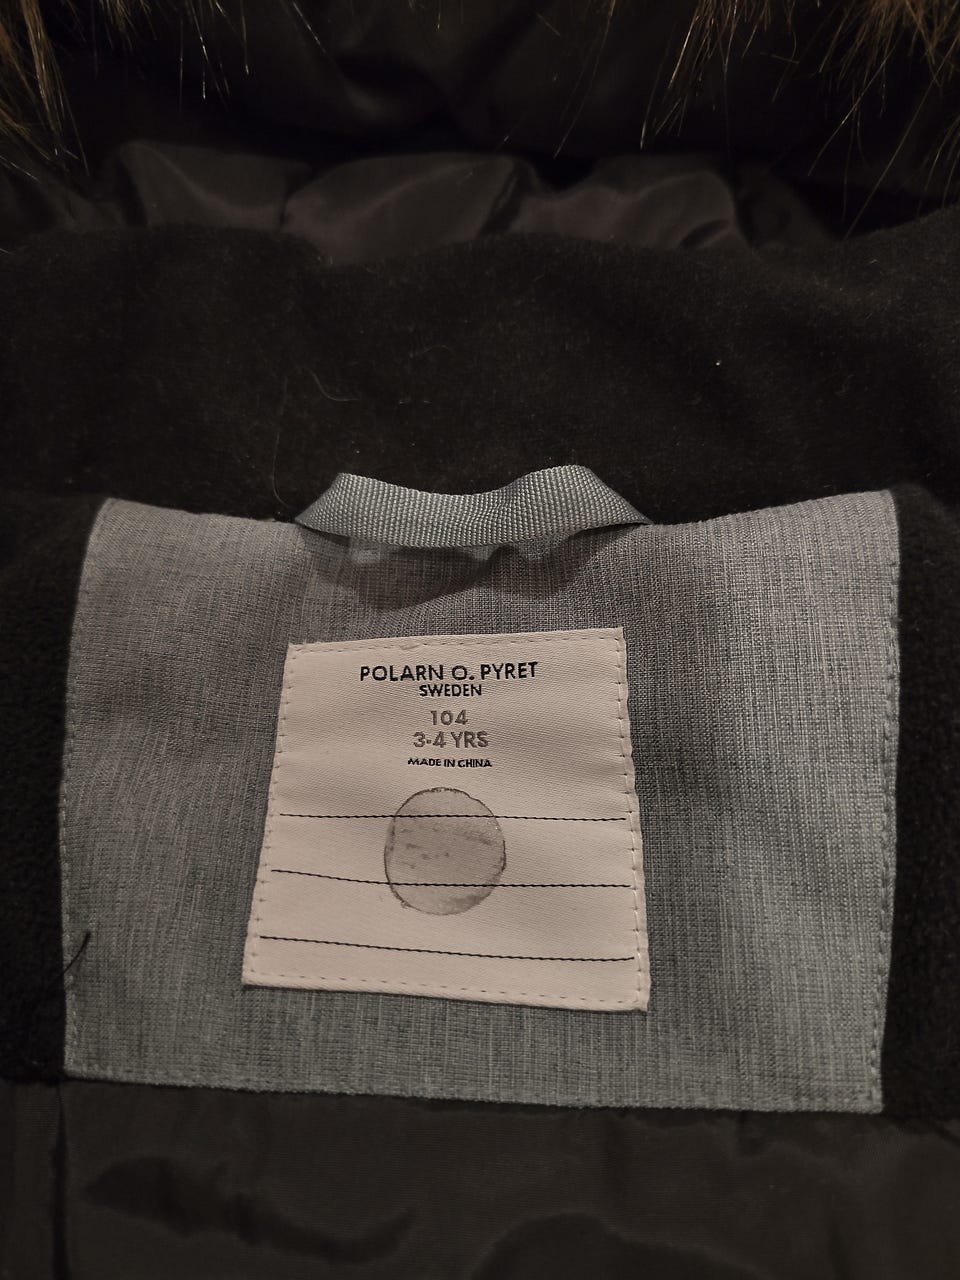 POLARN O. PYRET
SWEDEN
104
3-4 YRS
MADE IN CHINA